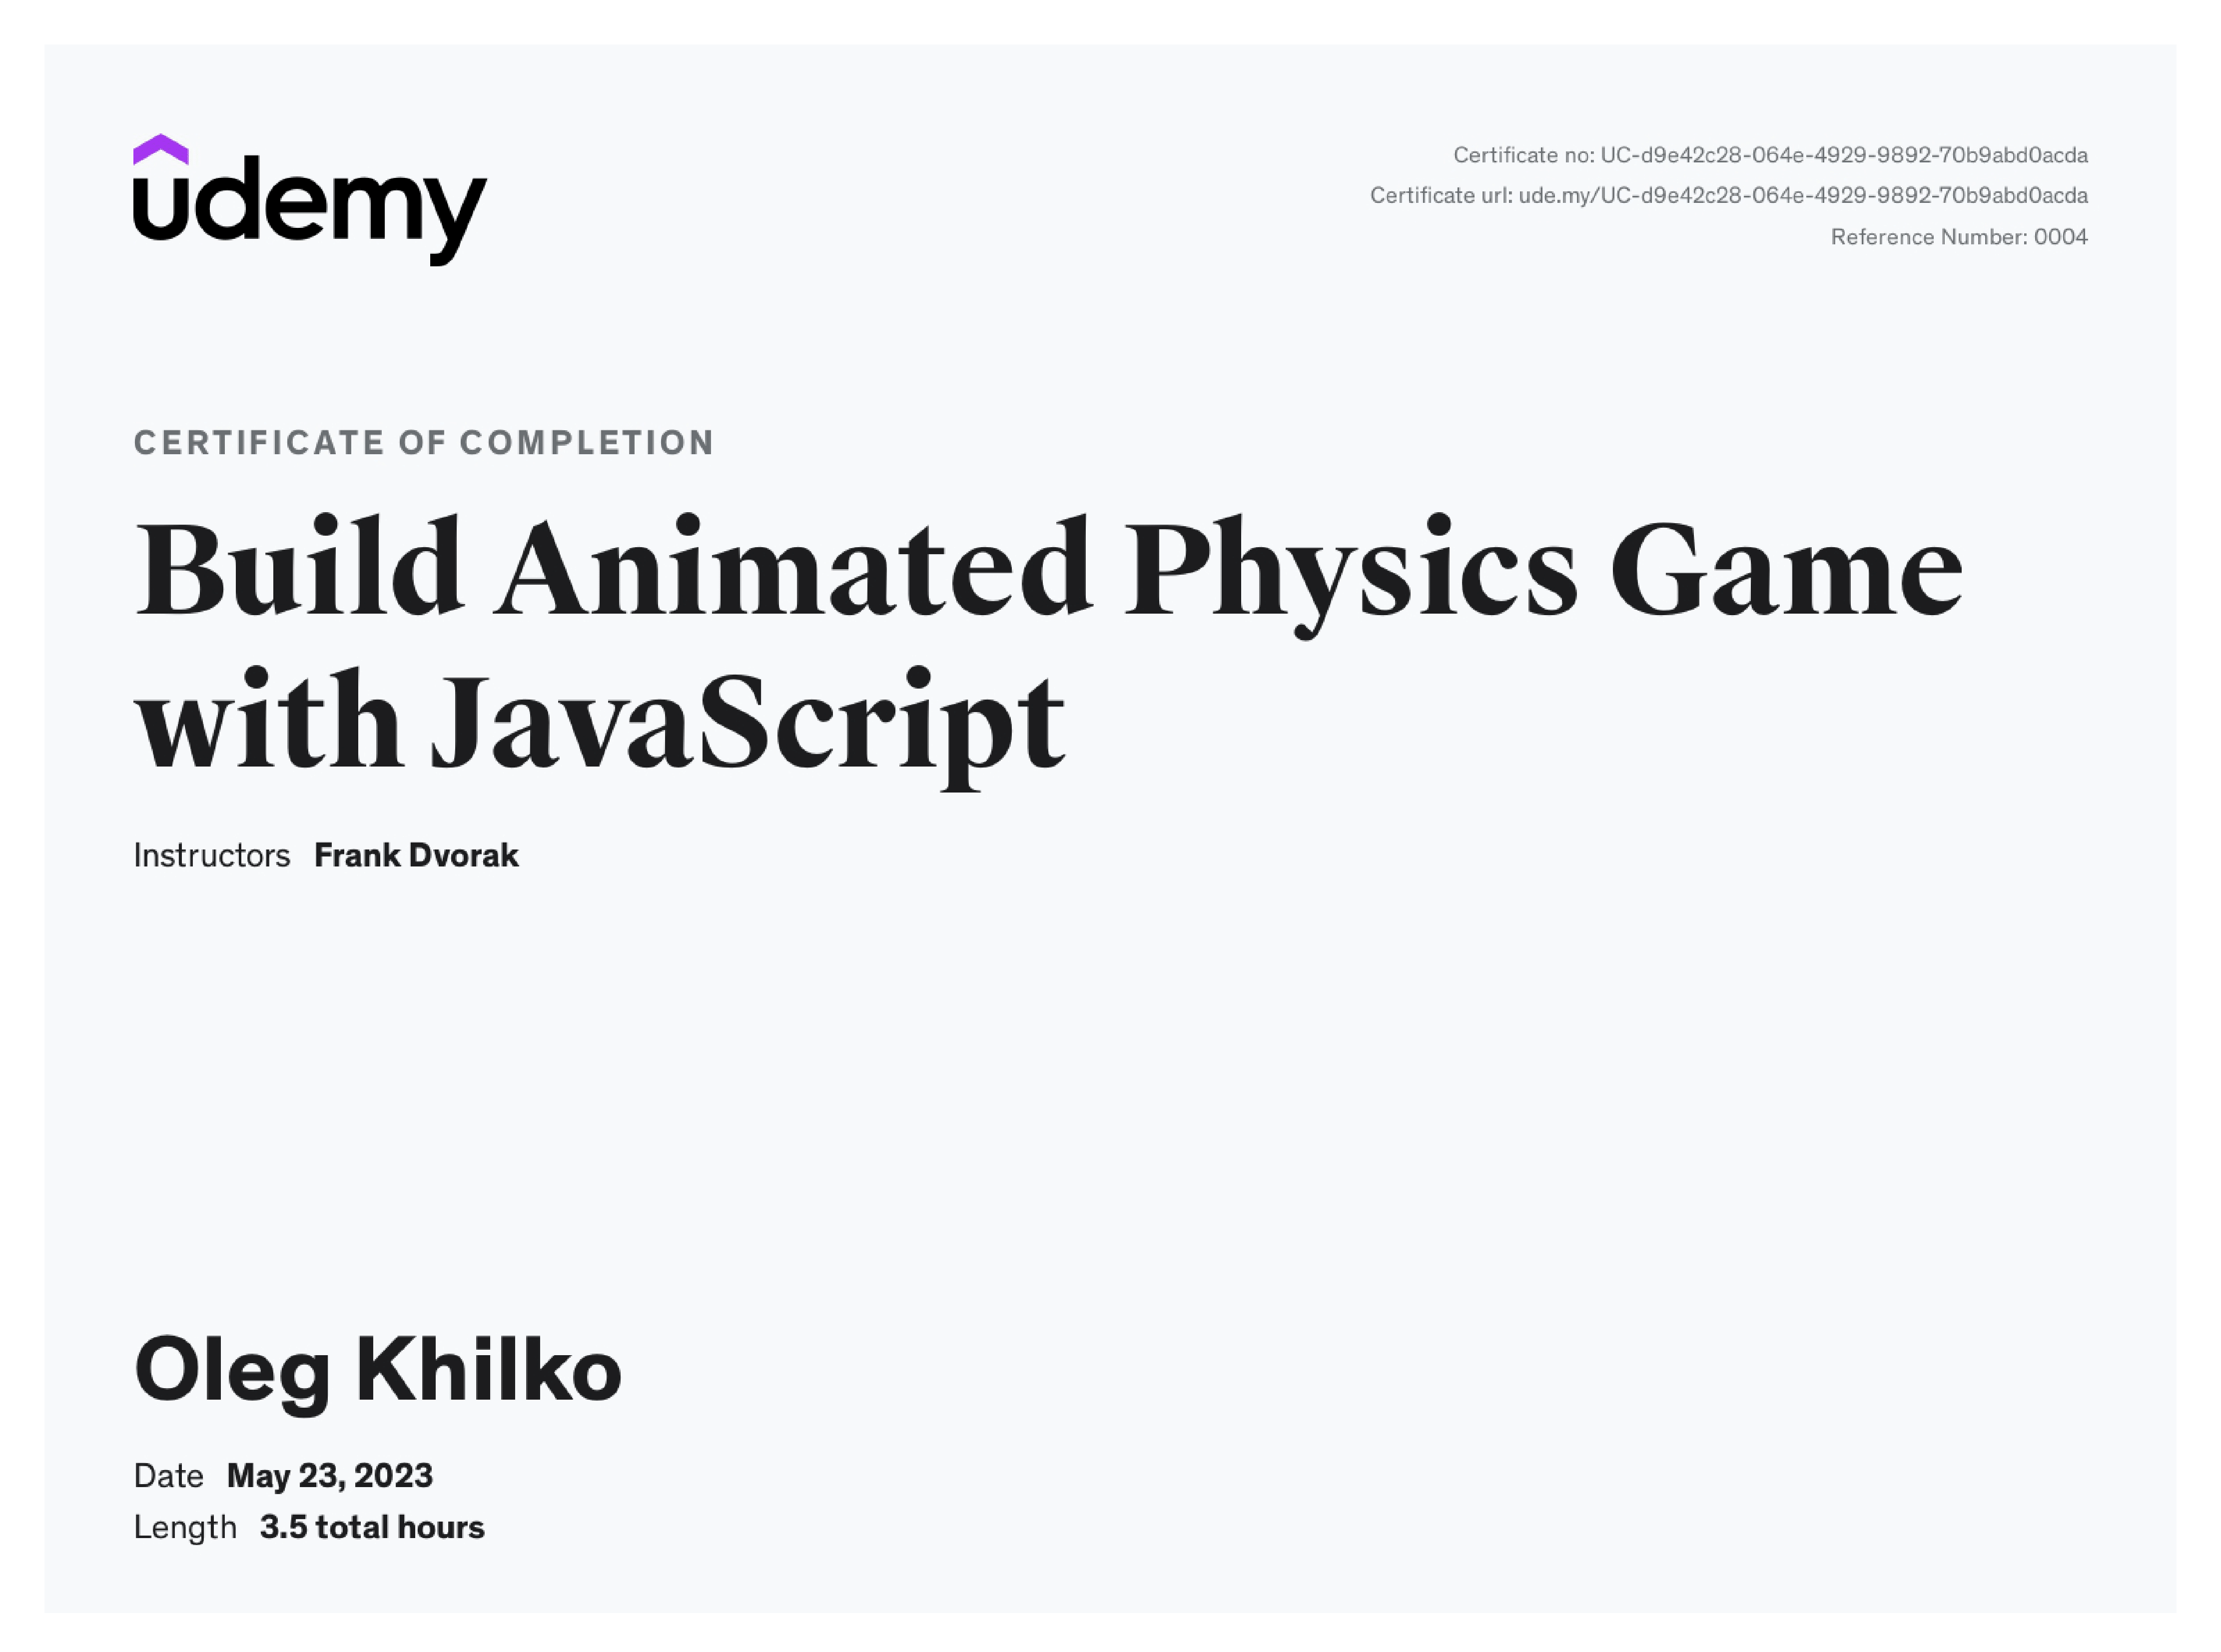 udemy
Certificate no: UC-d9e42c28-064e-4929-9892-70b9abd0acda
Certificate url: ude.my/UC-d9e42c28-064e-4929-9892-70b9abd0acda
Reference Number: 0004
CERTIFICATE OF COMPLETION
Build Animated Physics Game
with JavaScript
Instructors Frank Dvorak
Oleg Khilko
Date May 23, 2023
Length 3.5 total hours